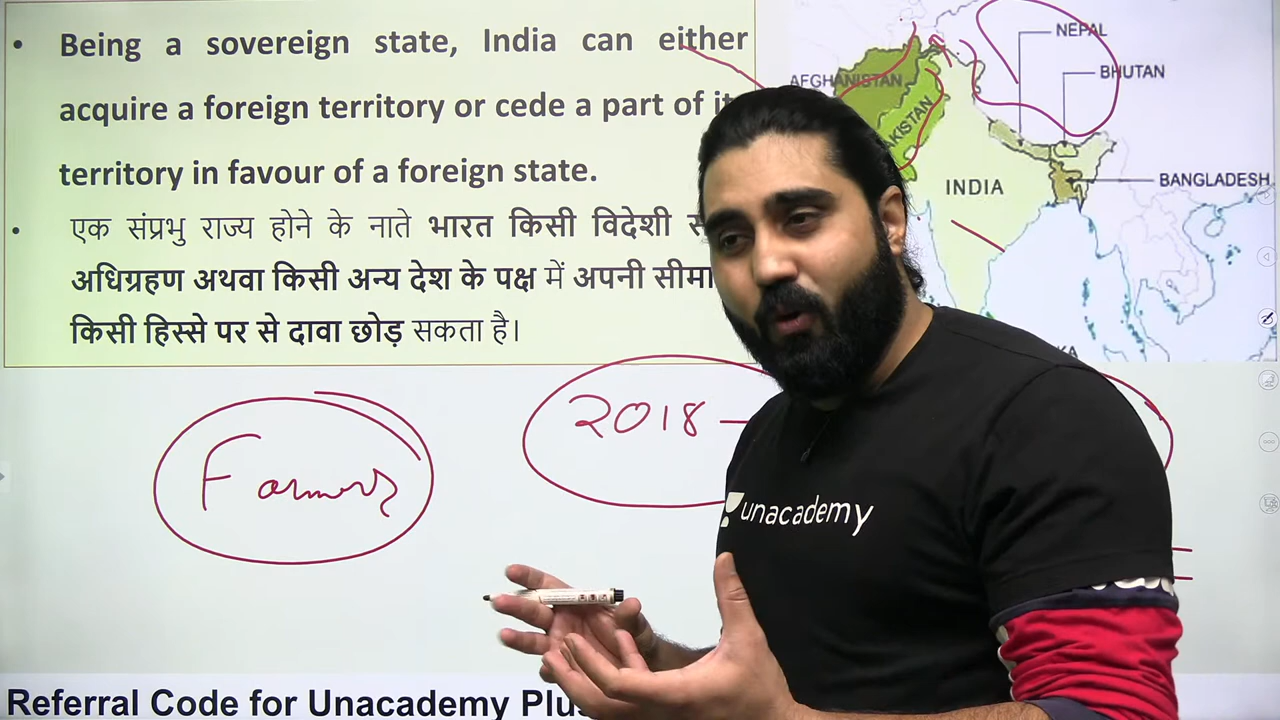 Being a sovereign state, India can either
acquire a foreign territory or cede a part of
territory in favour of a foreign state.
एक संप्रभु राज्य होने के नाते भारत किसी विदेशी
अधिग्रहण अथवा किसी अन्य देश के पक्ष में अपनी सीमा
किसी हिस्से पर से दावा छोड़ सकता है।
NEPAL
AFGHANISTAN
BHUTAN
INDIA
BANGLADESH
2018 –
Farmers
unacademy
Referral Code for Unacademy